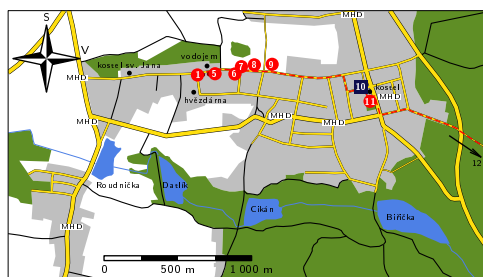 S
MHD
V
vodojem
kostel sv. Jana
7 8 9
MHD
1 5 6
10 kostel
hvězdárna
11 MHD
MHD
MHD
MHD
12
Roudnička
Datlík
Cikán
Biřička
MHD
0 500 m 1 000 m